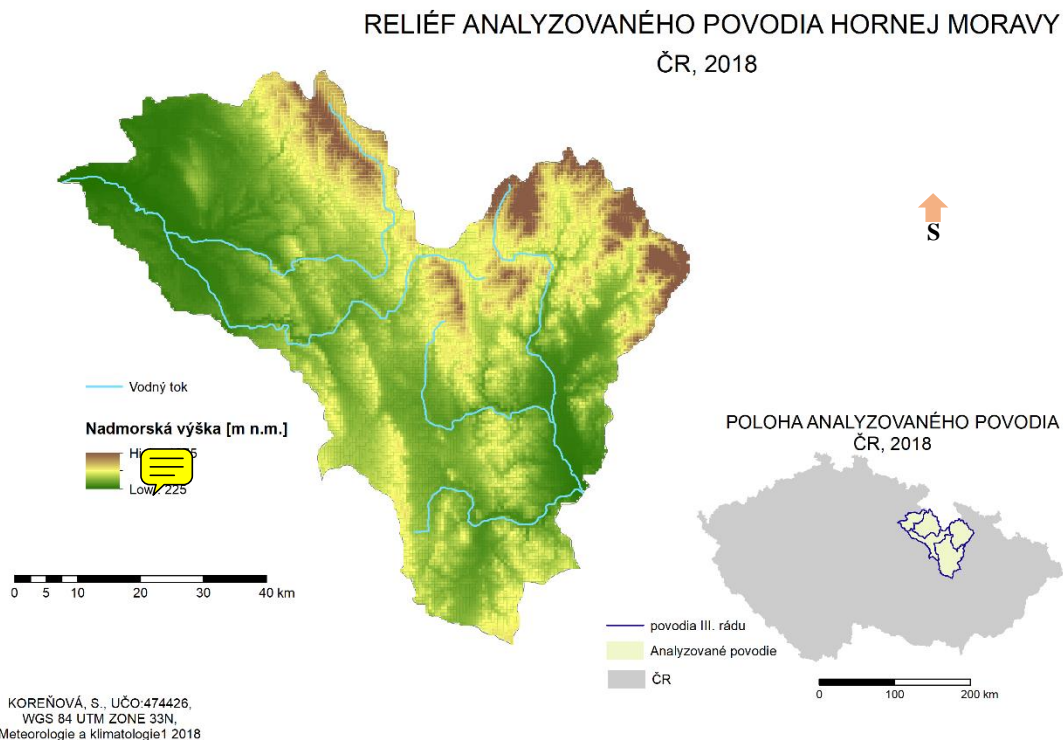 RELIÉF ANALYZOVANÉHO POVODIA HORNEJ MORAVY
ČR, 2018
S
Vodný tok
Nadmorská výška [m n.m.]
225
0 5 10 20 30 40 km
POLOHA ANALYZOVANÉHO POVODIA
ČR, 2018
povodia III. rádu
Analyzované povodie
ČR
0 100 200 km
KOREŇOVÁ, S., UČO:474426,
WGS 84 UTM ZONE 33N,
Meteorologie a klimatologie1 2018